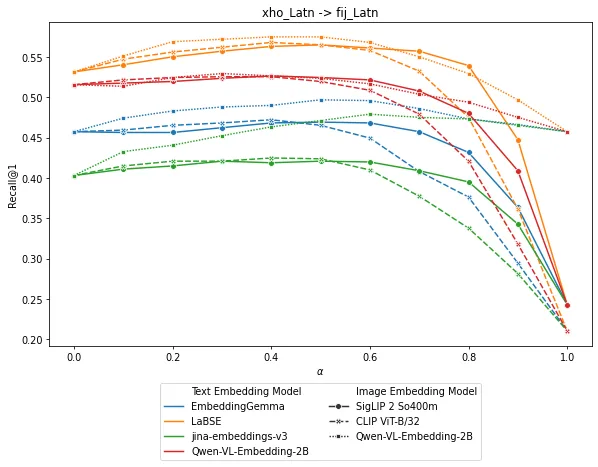 xho_Latn -> fij_Latn
Recall@1
0.55
0.50
0.45
0.40
0.35
0.30
0.25
0.20
0.0 0.2 0.4 0.6 0.8 1.0
α
Text Embedding Model
EmbeddingGemma
LaBSE
jina-embeddings-v3
Qwen-VL-Embedding-2B
Image Embedding Model
SigLIP 2 So400m
CLIP ViT-B/32
Qwen-VL-Embedding-2B